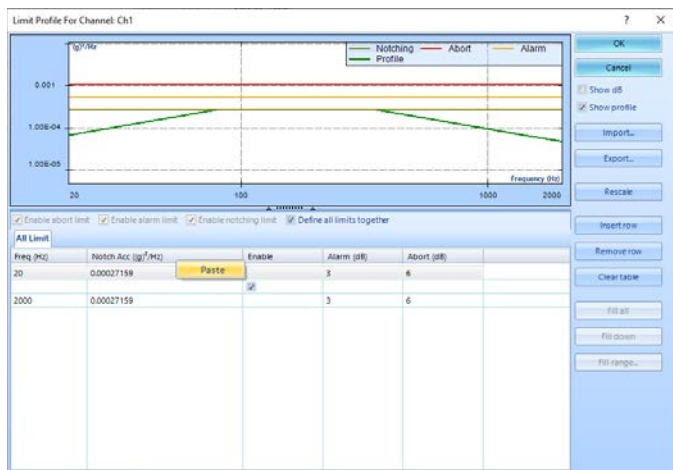 Limit Profile For Channel: Ch1
? ×
(g)²/Hz
Notching Abort Alarm
Profile
0.001
1.00E-04
1.00E-05
Frequency (Hz)
20 100 1000 2000
OK
Cancel
Show dB
Show profile
Import...
Export...
Rescale
Insert row
Remove row
Clear table
Fill all
Fill down
Fill range...
Enable abort limit Enable alarm limit Enable notching limit Define all limits together
All Limit
Freq (Hz) Notch Acc ((g)²/Hz) Enable Alarm (dB) Abort (dB)
20 0.00027159 Paste 3 6
2000 0.00027159 3 6